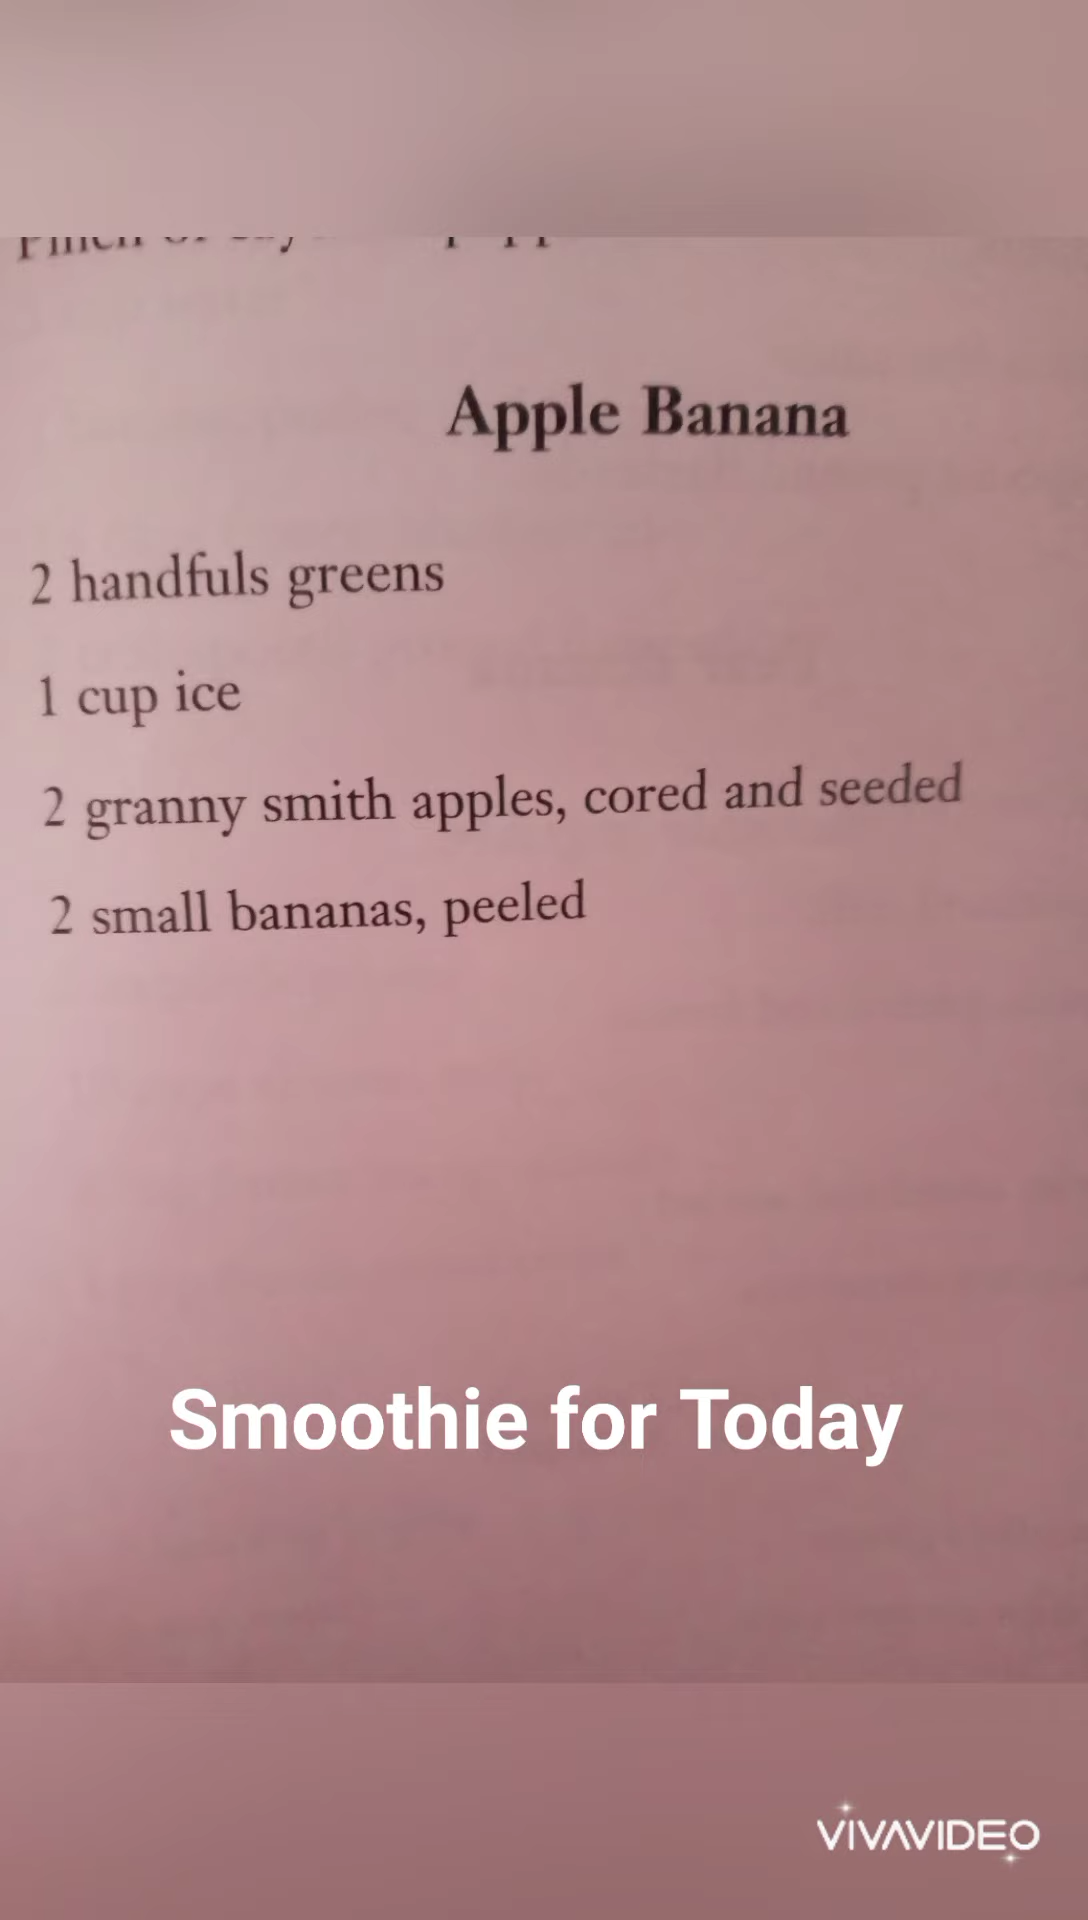 Apple Banana
2 handfuls greens
1 cup ice
2 granny smith apples, cored and seeded
2 small bananas, peeled
Smoothie for Today
VIVAVIDEO